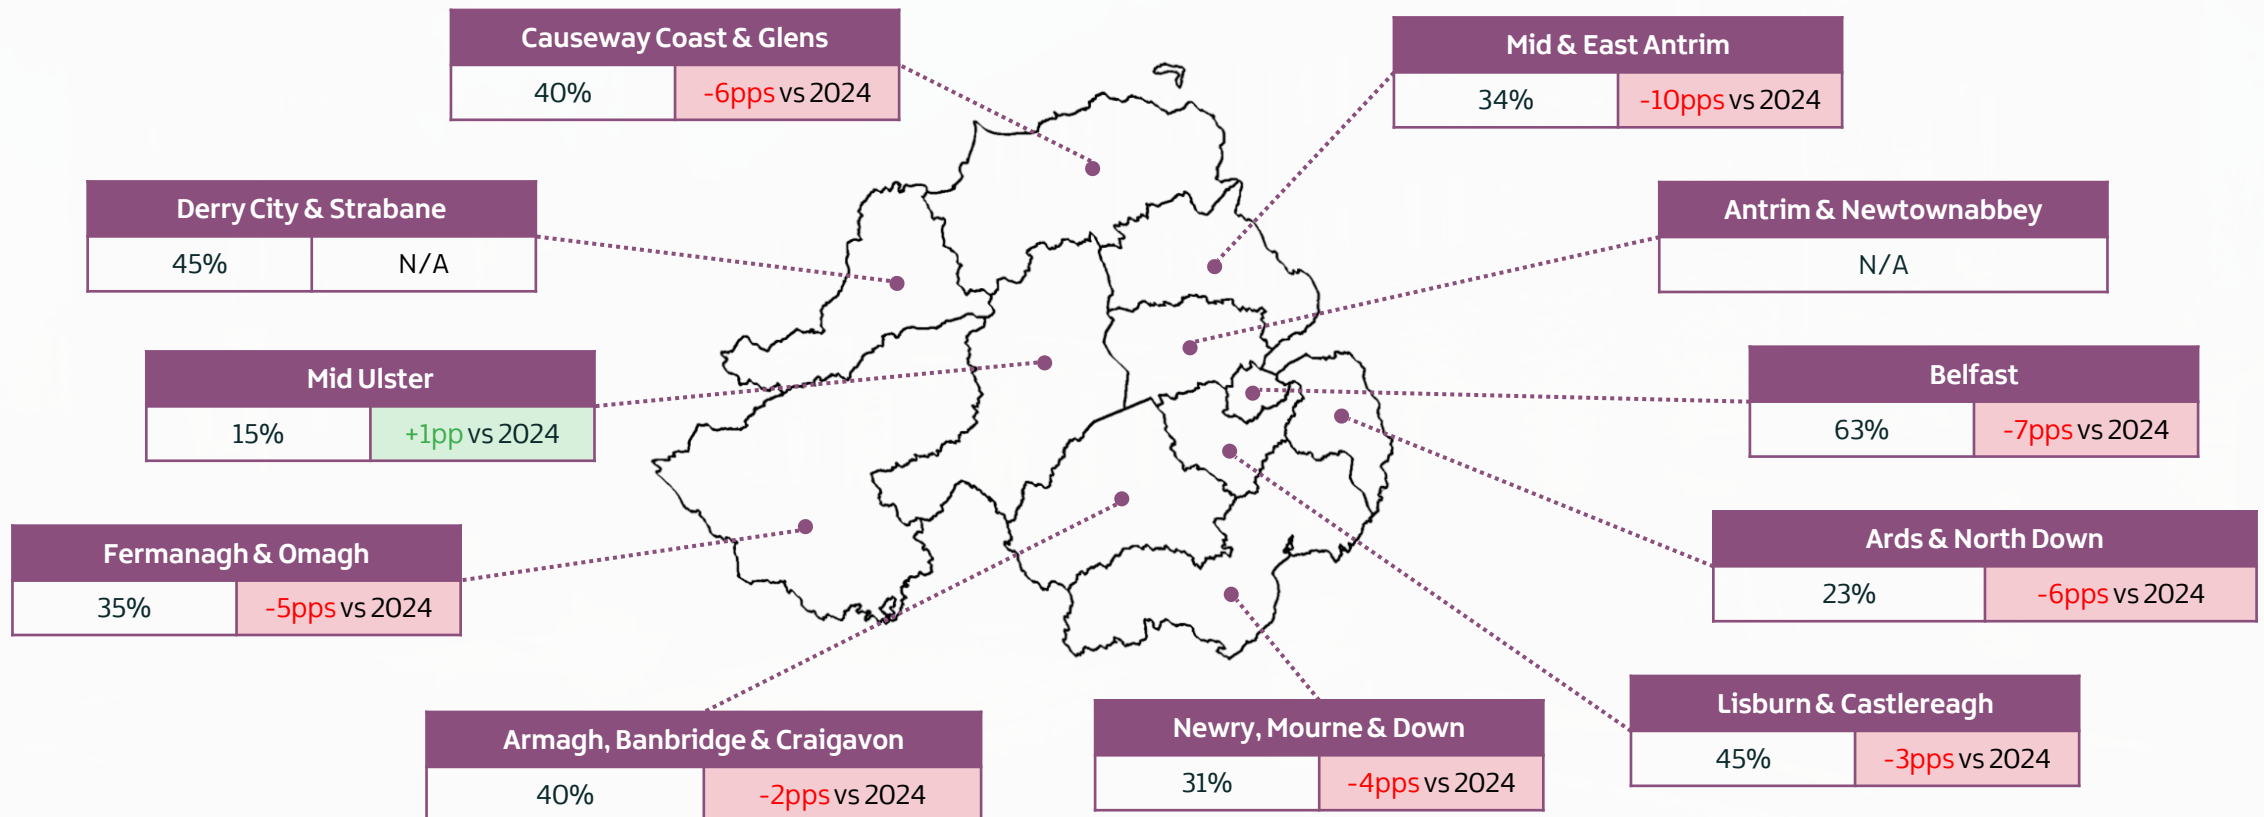 Causeway Coast & Glens
40% -6pps vs 2024
Mid & East Antrim
34% -10pps vs 2024
Derry City & Strabane
45% N/A
Antrim & Newtownabbey
N/A
Mid Ulster
15% +1pp vs 2024
Belfast
63% -7pps vs 2024
Fermanagh & Omagh
35% -5pps vs 2024
Ards & North Down
23% -6pps vs 2024
Armagh, Banbridge & Craigavon
40% -2pps vs 2024
Newry, Mourne & Down
31% -4pps vs 2024
Lisburn & Castlereagh
45% -3pps vs 2024